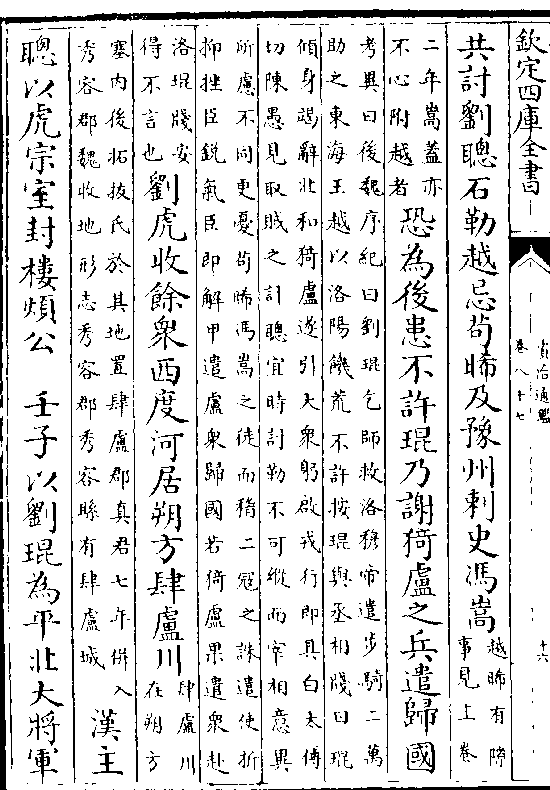 欽定四庫全書
資治通鑑
卷八十七
十六
共討劉聰石勒越忌苟晞及豫州刺史馮嵩
越晞有隙
事見上卷
二年嵩蓋亦
不心附越者
恐為後患不許琨乃謝猗盧之兵遣歸國
考異曰後魏序紀曰劉琨乞師救洛穆帝遣步騎二萬
助之東海王越以洛陽饑荒不許按琨與丞相牋曰琨
傾身竭辭北和猗盧遂引大衆躬啟戎行即具白太傅
切陳愚見取賊之計聰宜時討勒不可縱而宰相意異
所慮不同更憂苟晞馮嵩之徒而稽二冦之誅遣使折
抑挫臣鋭氣臣即解甲遣盧衆歸國若猗盧果遣衆赴
洛琨牋安
得不言也
劉虎收餘衆西度河居朔方肆盧川
肆盧川
在朔方
塞内後拓抜氏於其地置肆盧郡真君七年併入
秀容郡魏收地形志秀容郡秀容縣有肆盧城
漢主
聰以虎宗室封樓煩公　壬子以劉琨為平北大將軍